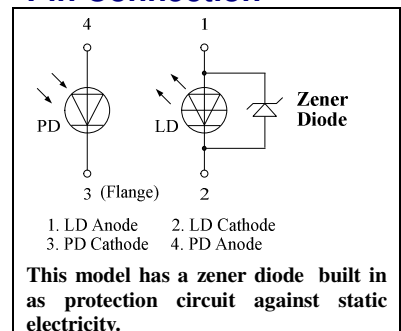 Pin Connection
4 1
PD LD Zener
Diode
3 (Flange) 2
1. LD Anode 2. LD Cathode
3. PD Cathode 4. PD Anode
This model has a zener diode built in
as protection circuit against static
electricity.